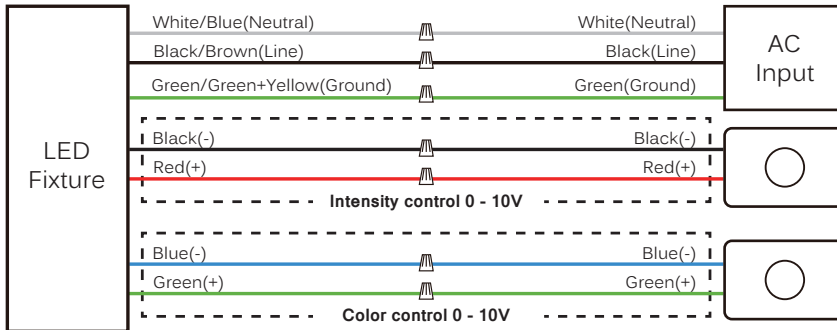 White/Blue(Neutral) White(Neutral)
Black/Brown(Line) Black(Line)
Green/Green+Yellow(Ground) Green(Ground)
AC
Input
LED
Fixture
Black(-) Black(-)
Red(+) Red(+)
Intensity control 0 - 10V
Blue(-) Blue(-)
Green(+) Green(+)
Color control 0 - 10V